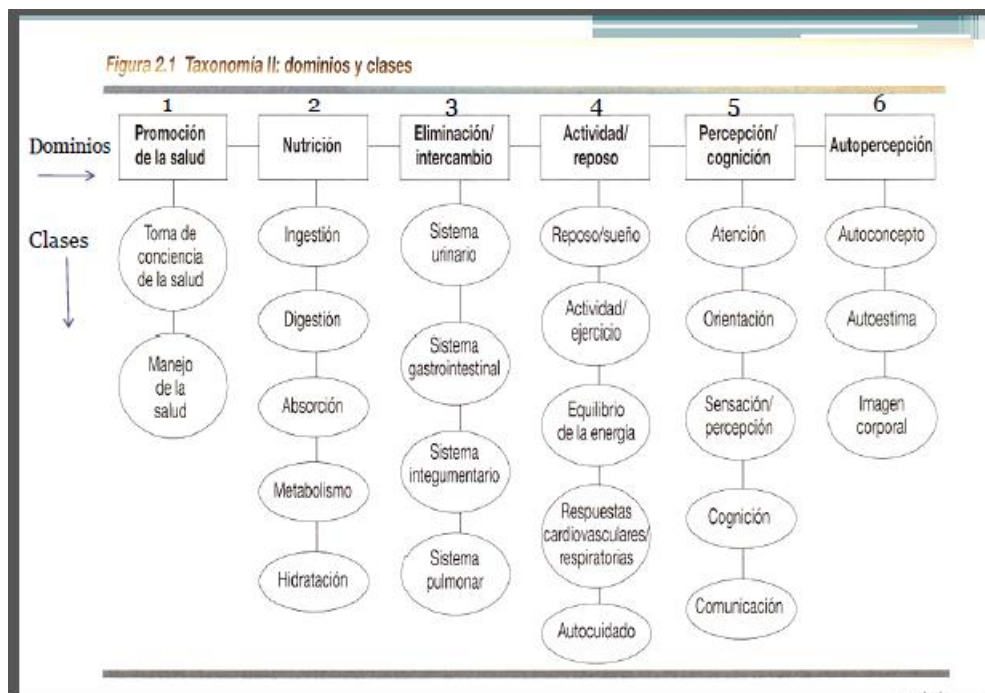 Figura 2.1 Taxonomía II: dominios y clases
1 2 3 4 5 6
Dominios
Promoción
de la salud
Nutrición
Eliminación/
intercambio
Actividad/
reposo
Percepción/
cognición
Autopercepción
Clases
Toma de
conciencia
de la salud
Manejo
de la
salud
Ingestión
Digestión
Absorción
Metabolismo
Hidratación
Sistema
urinario
Sistema
gastrointestinal
Sistema
integumentario
Sistema
pulmonar
Reposo/sueño
Actividad/
ejercicio
Equilibrio
de la energía
Respuestas
cardiovasculares/
respiratorias
Autocuidado
Atención
Orientación
Sensación/
percepción
Cognición
Comunicación
Autoconcepto
Autoestima
Imagen
corporal